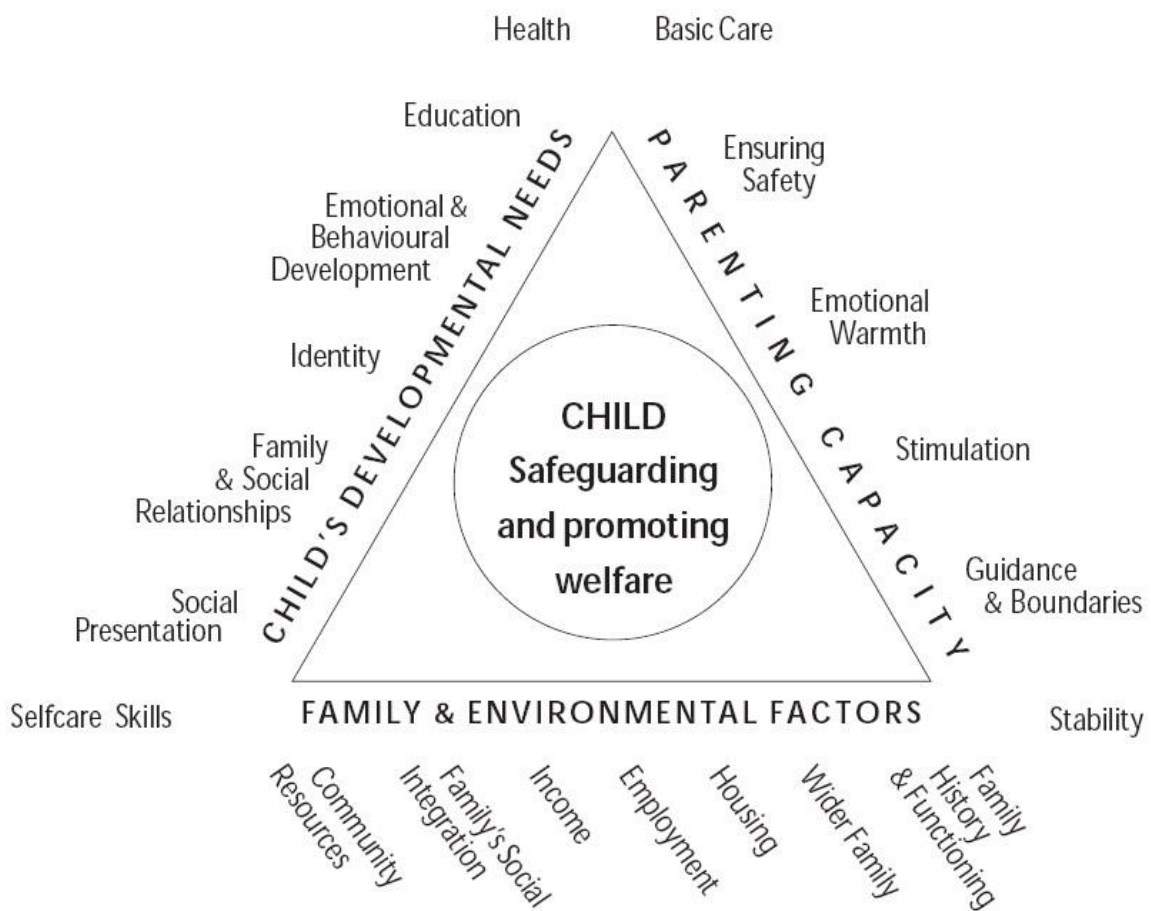 Health
Basic Care
Education
Ensuring
Safety
Emotional &
Behavioural
Development
Emotional
Warmth
Identity
Stimulation
Family
& Social
Relationships
Guidance
& Boundaries
Social
Presentation
Selfcare Skills
Stability
CHILD'S DEVELOPMENTAL NEEDS
PARENTING CAPACITY
CHILD
Safeguarding
and promoting
welfare
FAMILY & ENVIRONMENTAL FACTORS
Community
Resources
Family's Social
Integration
Income
Employment
Housing
Wider Family
Family
History
& Functioning